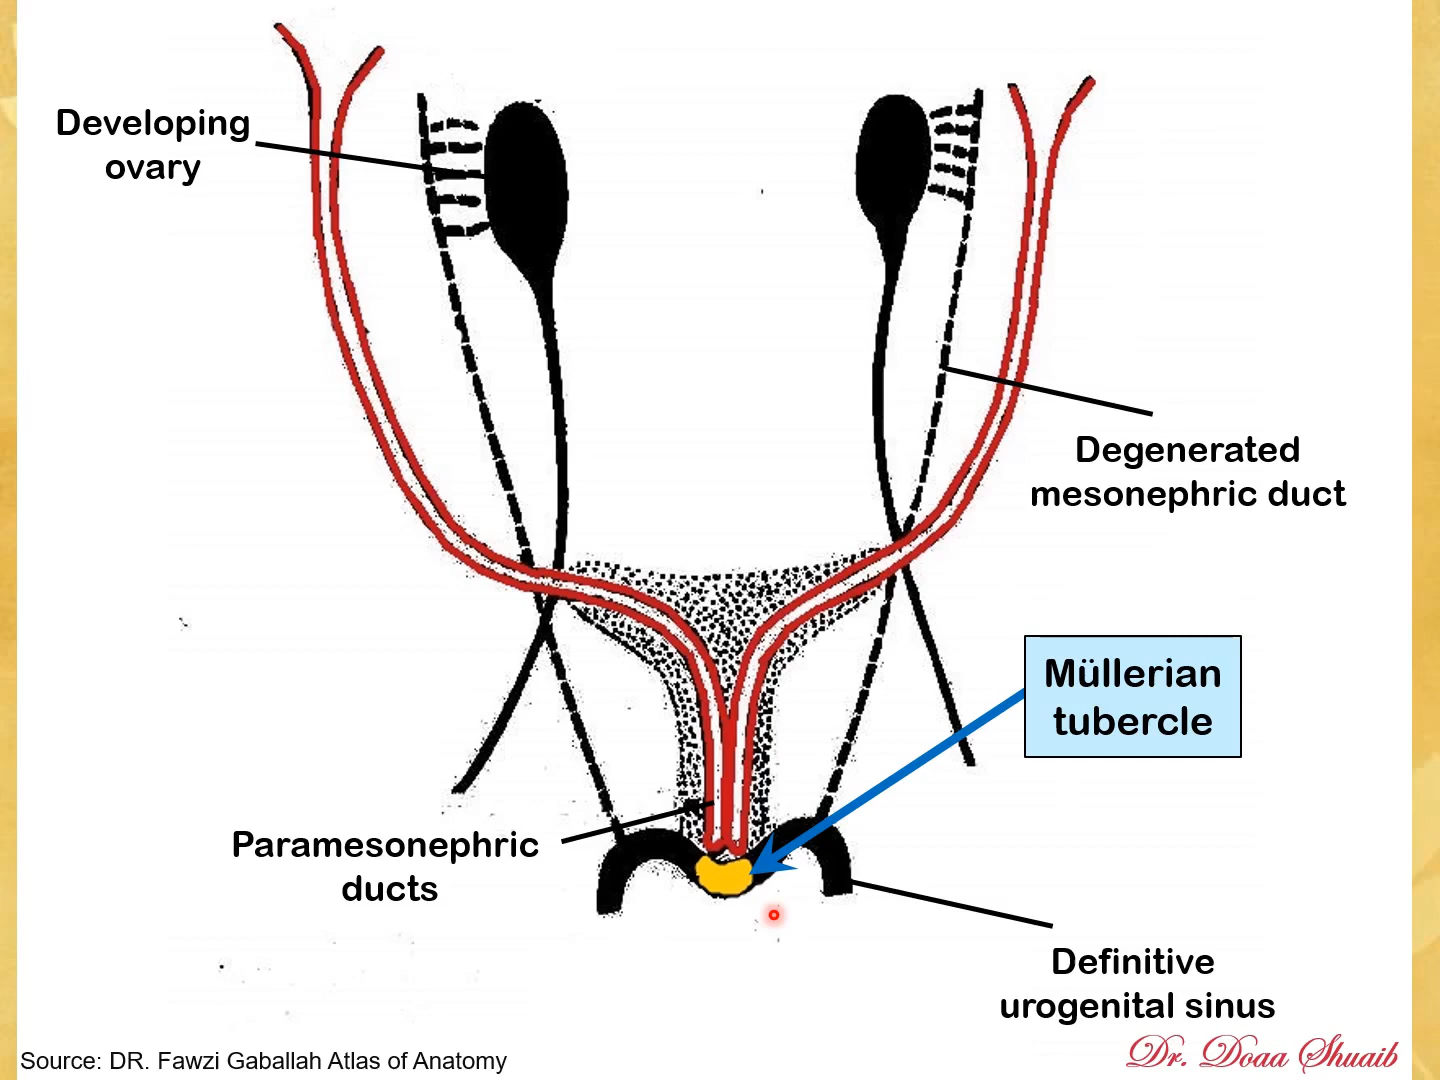 Developing
ovary
Degenerated
mesonephric duct
Müllerian
tubercle
Paramesonephric
ducts
Definitive
urogenital sinus
Source: DR. Fawzi Gaballah Atlas of Anatomy
Dr. Doaa Shuaib